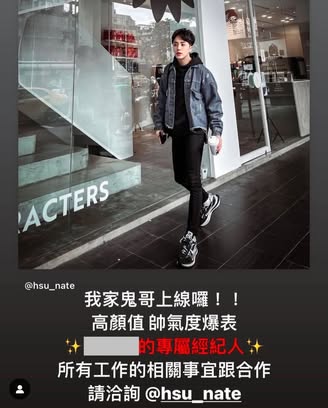 RACTERS
@hsu_nate
我家鬼哥上線囉！！
高顏值 帥氣度爆表
✨的專屬經紀人✨
所有工作的相關事宜跟合作
請洽詢 @hsu_nate